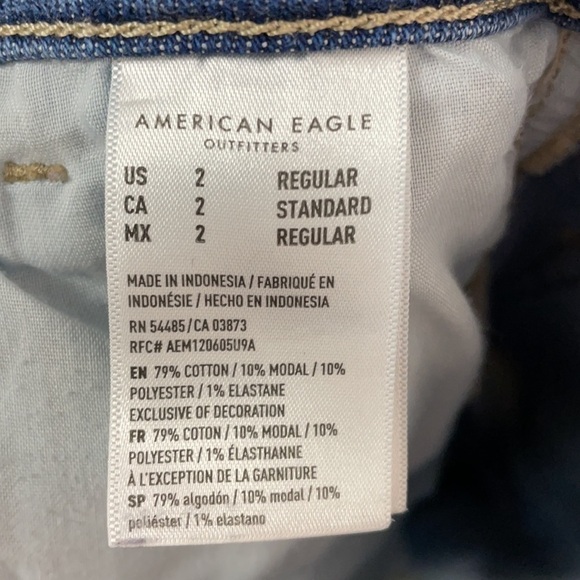 AMERICAN EAGLE
OUTFITTERS
US 2 REGULAR
CA 2 STANDARD
MX 2 REGULAR
MADE IN INDONESIA / FABRIQUÉ EN
INDONÉSIE / HECHO EN INDONESIA
RN 54485 / CA 03873
RFC# AEM120605U9A
EN 79% COTTON / 10% MODAL / 10%
POLYESTER / 1% ELASTANE
EXCLUSIVE OF DECORATION
FR 79% COTON / 10% MODAL / 10%
POLYESTER / 1% ÉLASTHANNE
À L'EXCEPTION DE LA GARNITURE
SP 79% algodón / 10% modal / 10%
poliéster / 1% elastano